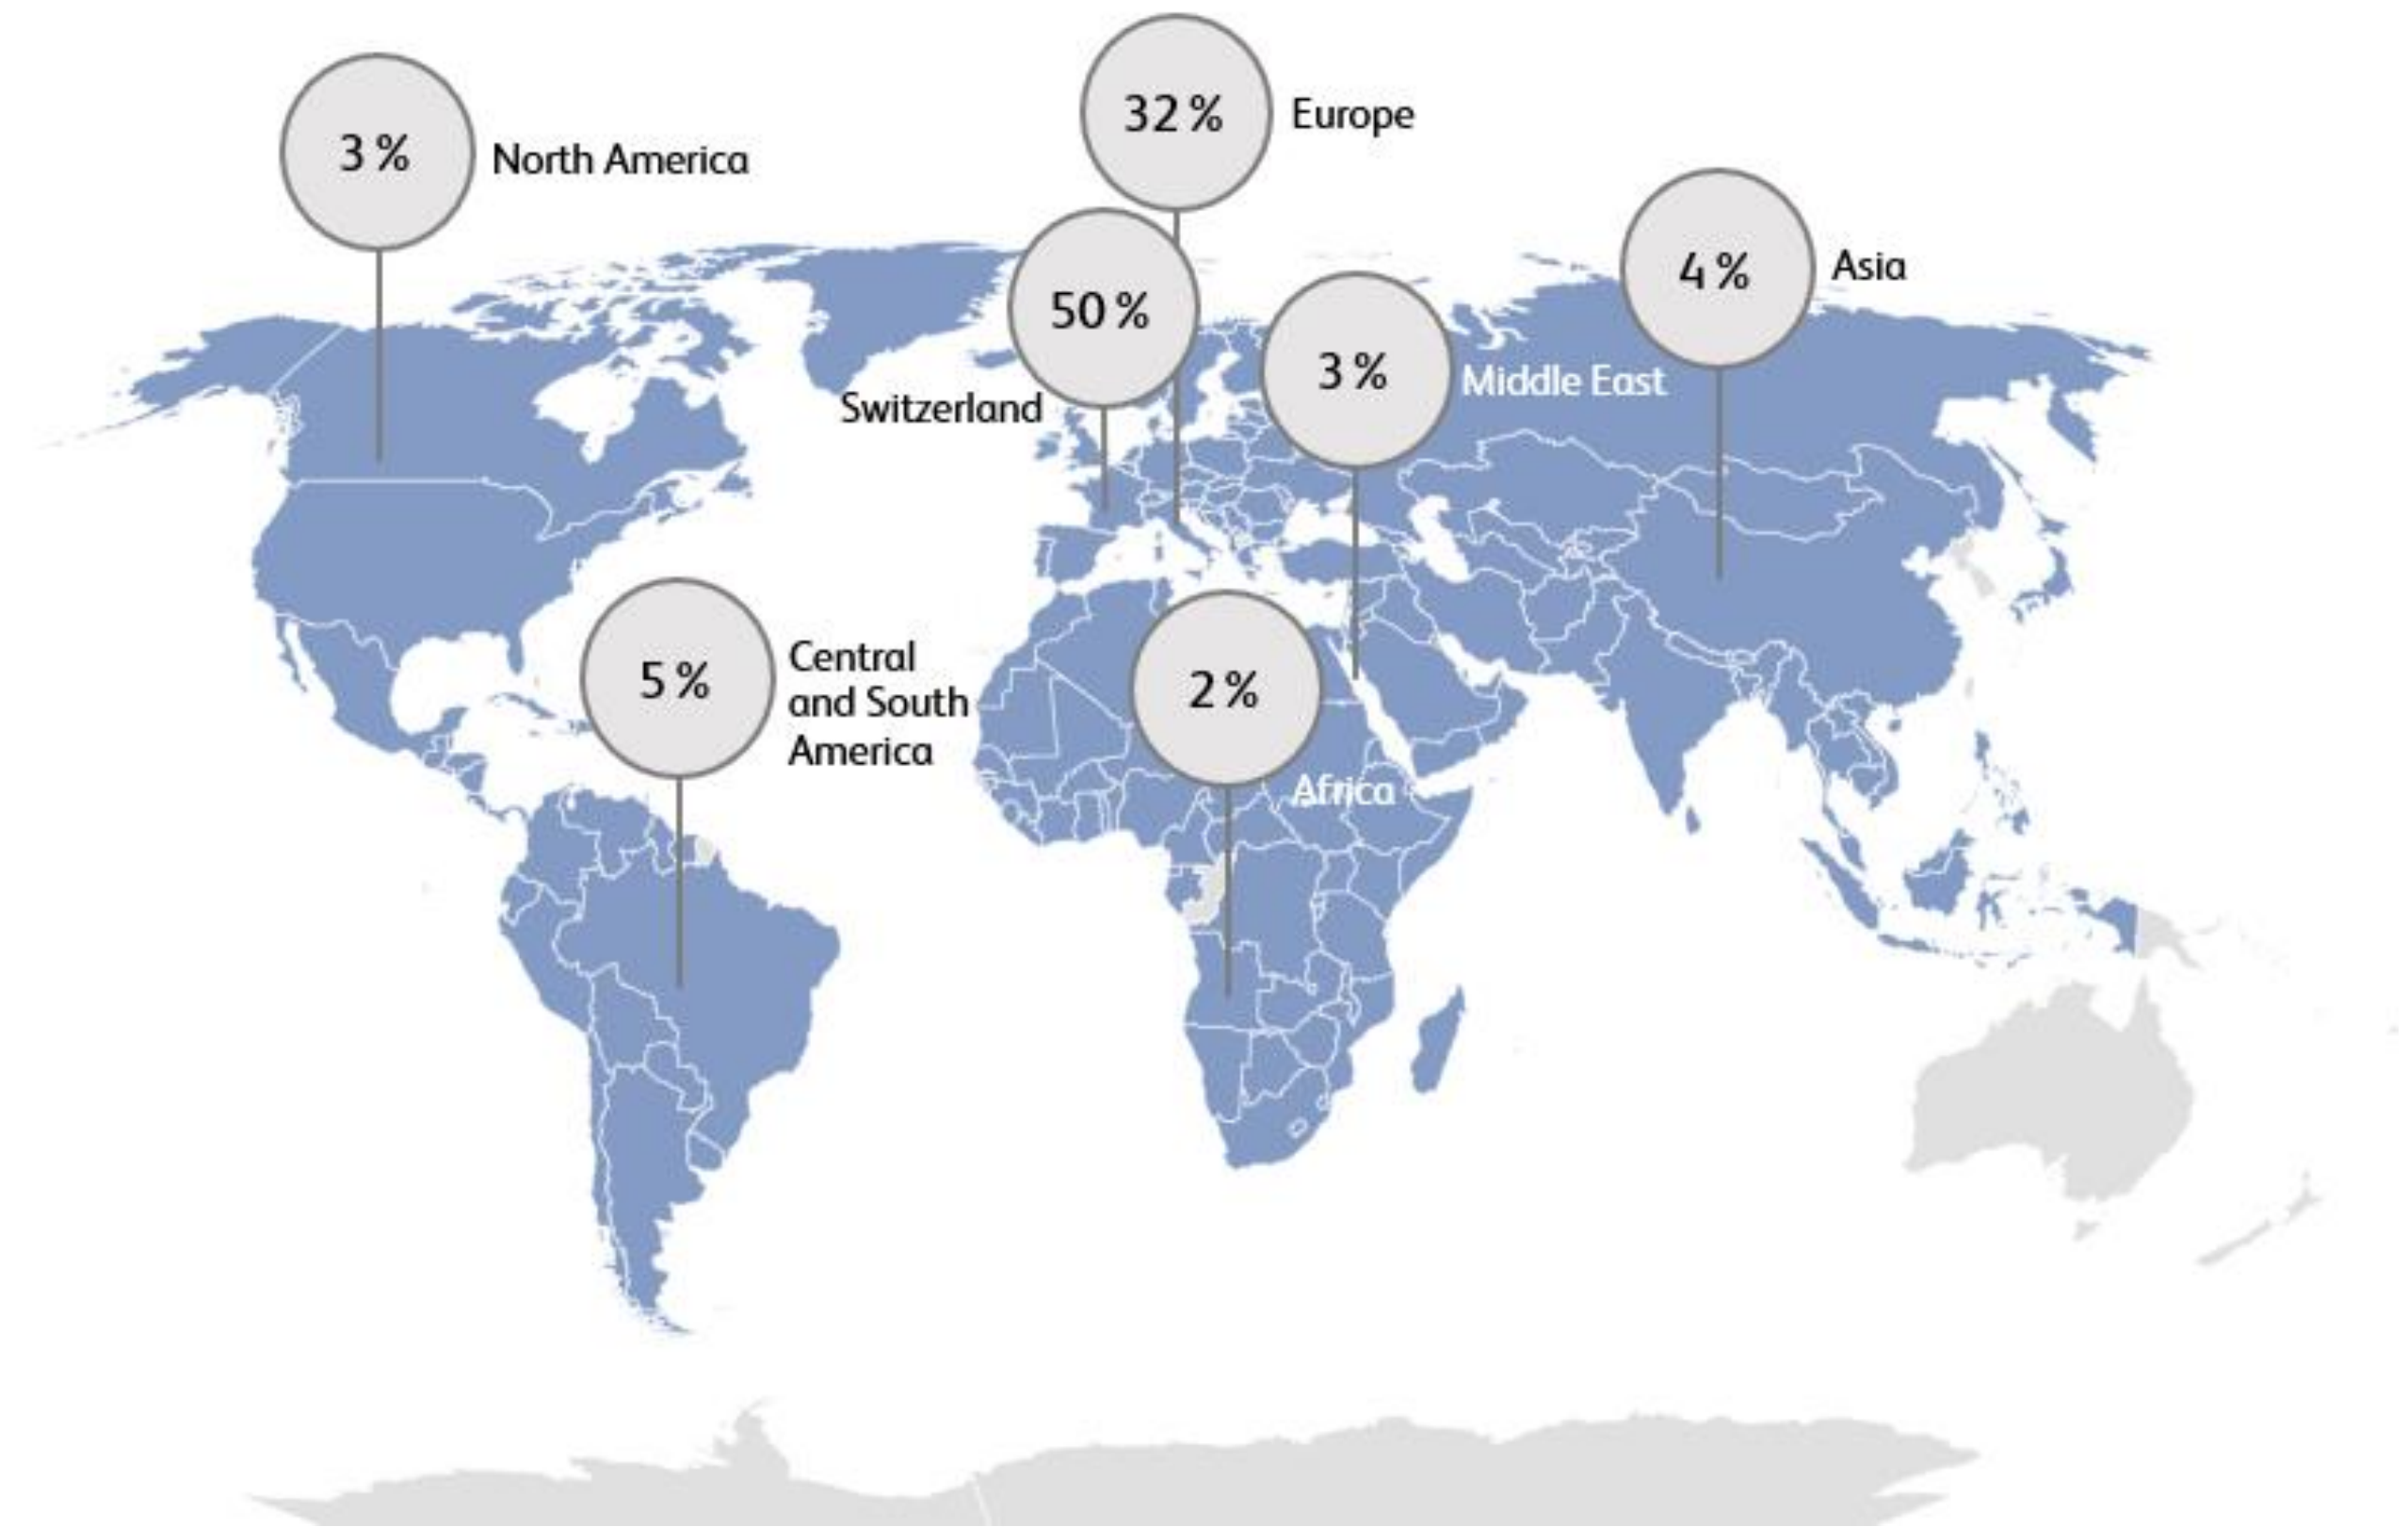 32 %
Europe
3 %
North America
4 %
Asia
50 %
Switzerland
3 %
Middle East
5 %
Central
and South
America
2 %
Africa